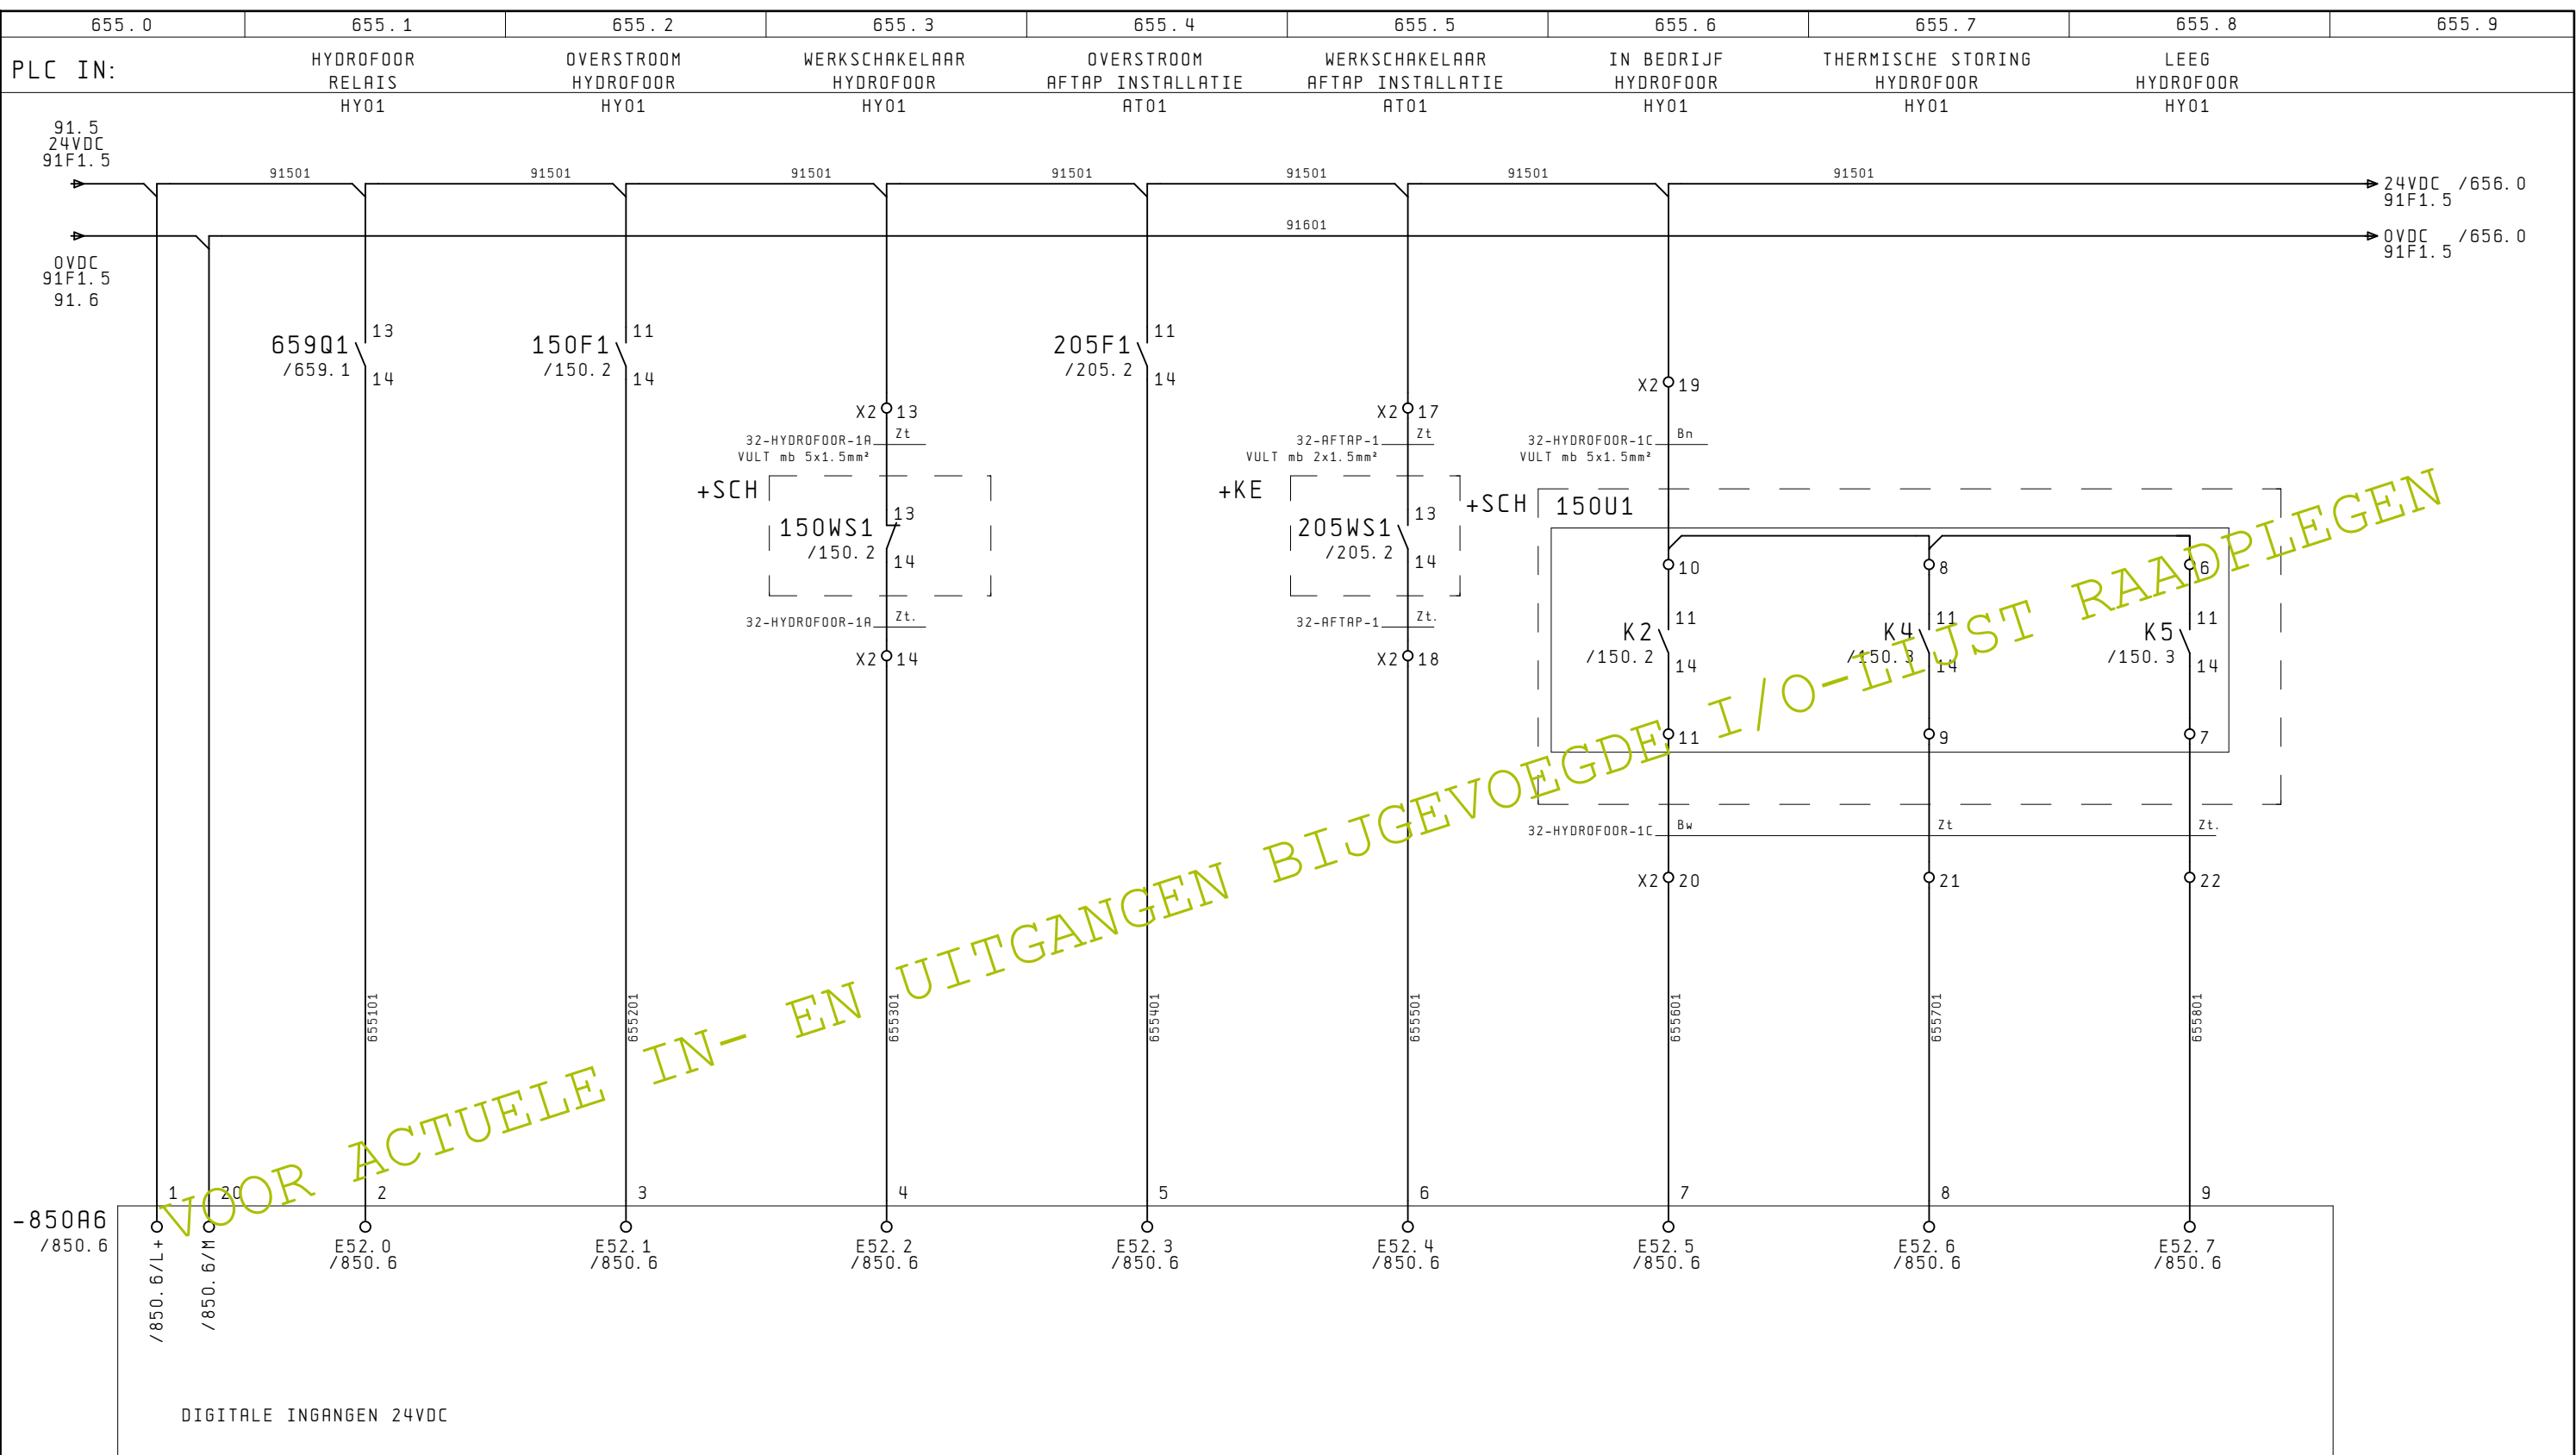 655.0 655.1 655.2 655.3 655.4 655.5 655.6 655.7 655.8 655.9
PLC IN:
HYDROFOOR
RELAIS
HY01
OVERSTROOM
HYDROFOOR
HY01
WERKSCHAKELAAR
HYDROFOOR
HY01
OVERSTROOM
AFTAP INSTALLATIE
AT01
WERKSCHAKELAAR
AFTAP INSTALLATIE
AT01
IN BEDRIJF
HYDROFOOR
HY01
THERMISCHE STORING
HYDROFOOR
HY01
LEEG
HYDROFOOR
HY01
91.5
24VDC
91F1.5
91501 91501 91501 91501 91501 91501 91501
24VDC /656.0
91F1.5
91601
0VDC /656.0
91F1.5
0VDC
91F1.5
91.6
659Q1
/659.1
13
14
150F1
/150.2
11
14
X2 13
32-HYDROFOOR-1A Zt
VULT mb 5x1.5mm²
+SCH
150WS1
/150.2
13
14
32-HYDROFOOR-1A Zt.
X2 14
205F1
/205.2
11
14
X2 17
32-AFTAP-1 Zt
VULT mb 2x1.5mm²
+KE
205WS1
/205.2
13
14
32-AFTAP-1 Zt.
X2 18
X2 19
32-HYDROFOOR-1C Bn
VULT mb 5x1.5mm²
+SCH
150U1
10 8 6
K2
/150.2
11
14
K4
/150.3
11
14
K5
/150.3
11
14
11 9 7
32-HYDROFOOR-1C Bw Zt Zt.
X2 20 21 22
655101 655201 655301 655401 655501 655601 655701 655801
VOOR ACTUELE IN- EN UITGANGEN BIJGEVOEGDE I/O-LIJST RAADPLEGEN
1 20 2 3 4 5 6 7 8 9
-850A6
/850.6
/850.6/L+
/850.6/M
E52.0
/850.6
E52.1
/850.6
E52.2
/850.6
E52.3
/850.6
E52.4
/850.6
E52.5
/850.6
E52.6
/850.6
E52.7
/850.6
DIGITALE INGANGEN 24VDC